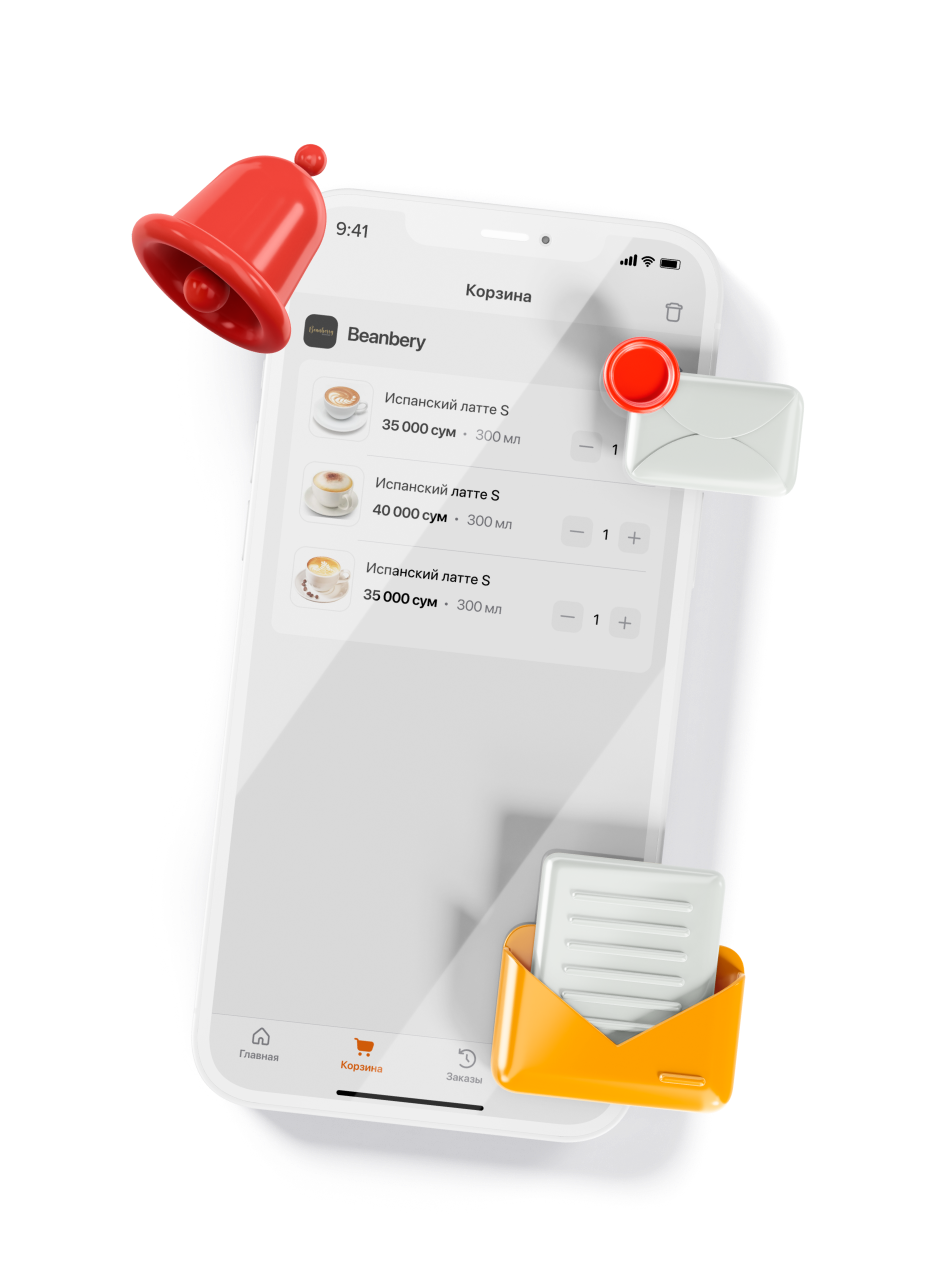 9:41
Корзина
Beanbery
Испанский латте S
35 000 сум • 300 мл
1
Испанский латте S
40 000 сум • 300 мл
1
Испанский латте S
35 000 сум • 300 мл
1
Главная
Корзина
Заказы